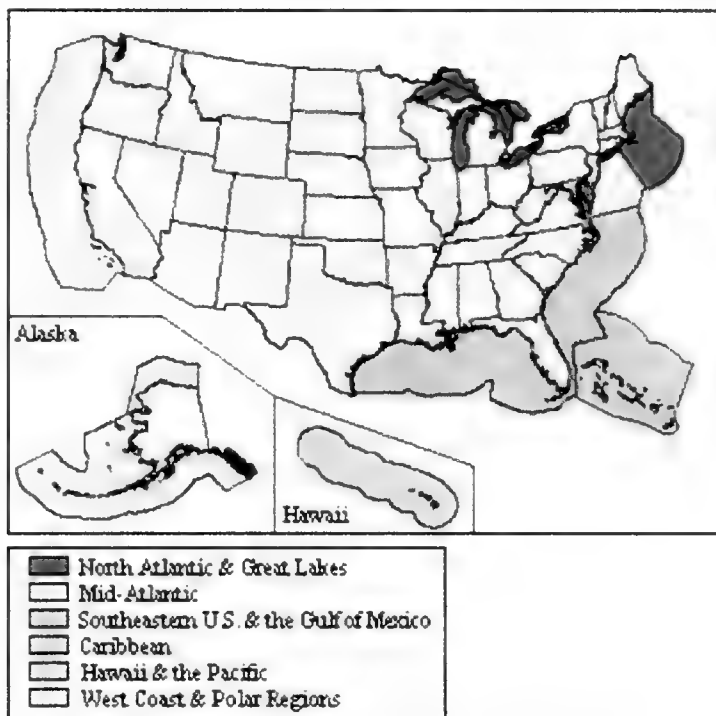 Alaska
Hawaii
North Atlantic & Great Lakes
Mid-Atlantic
Southeastern U.S. & the Gulf of Mexico
Caribbean
Hawaii & the Pacific
West Coast & Polar Regions